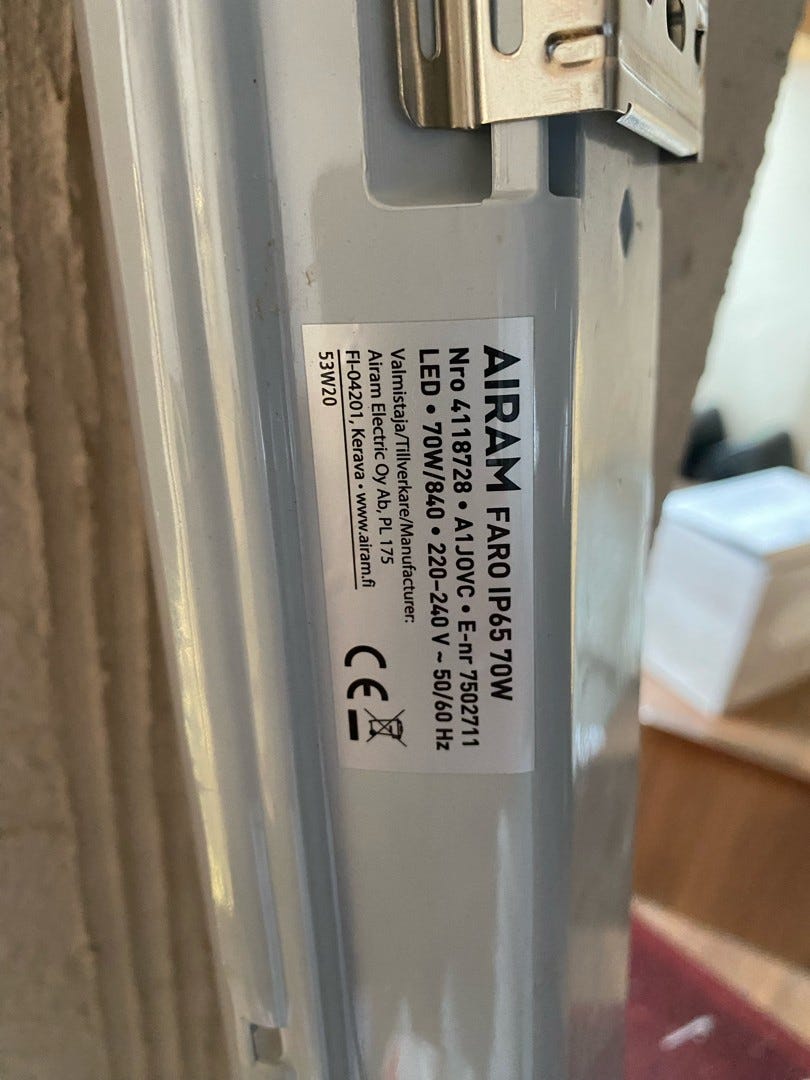 AIRAM FARO IP65 70W
Nro 4118728 • A1J0VC • E-nr 7502711
LED • 70W/840 • 220–240 V ~ 50/60 Hz
Valmistaja/Tillverkare/Manufacturer:
Airam Electric Oy Ab, PL 175
FI-04201, Kerava • www.airam.fi
53W20
CE